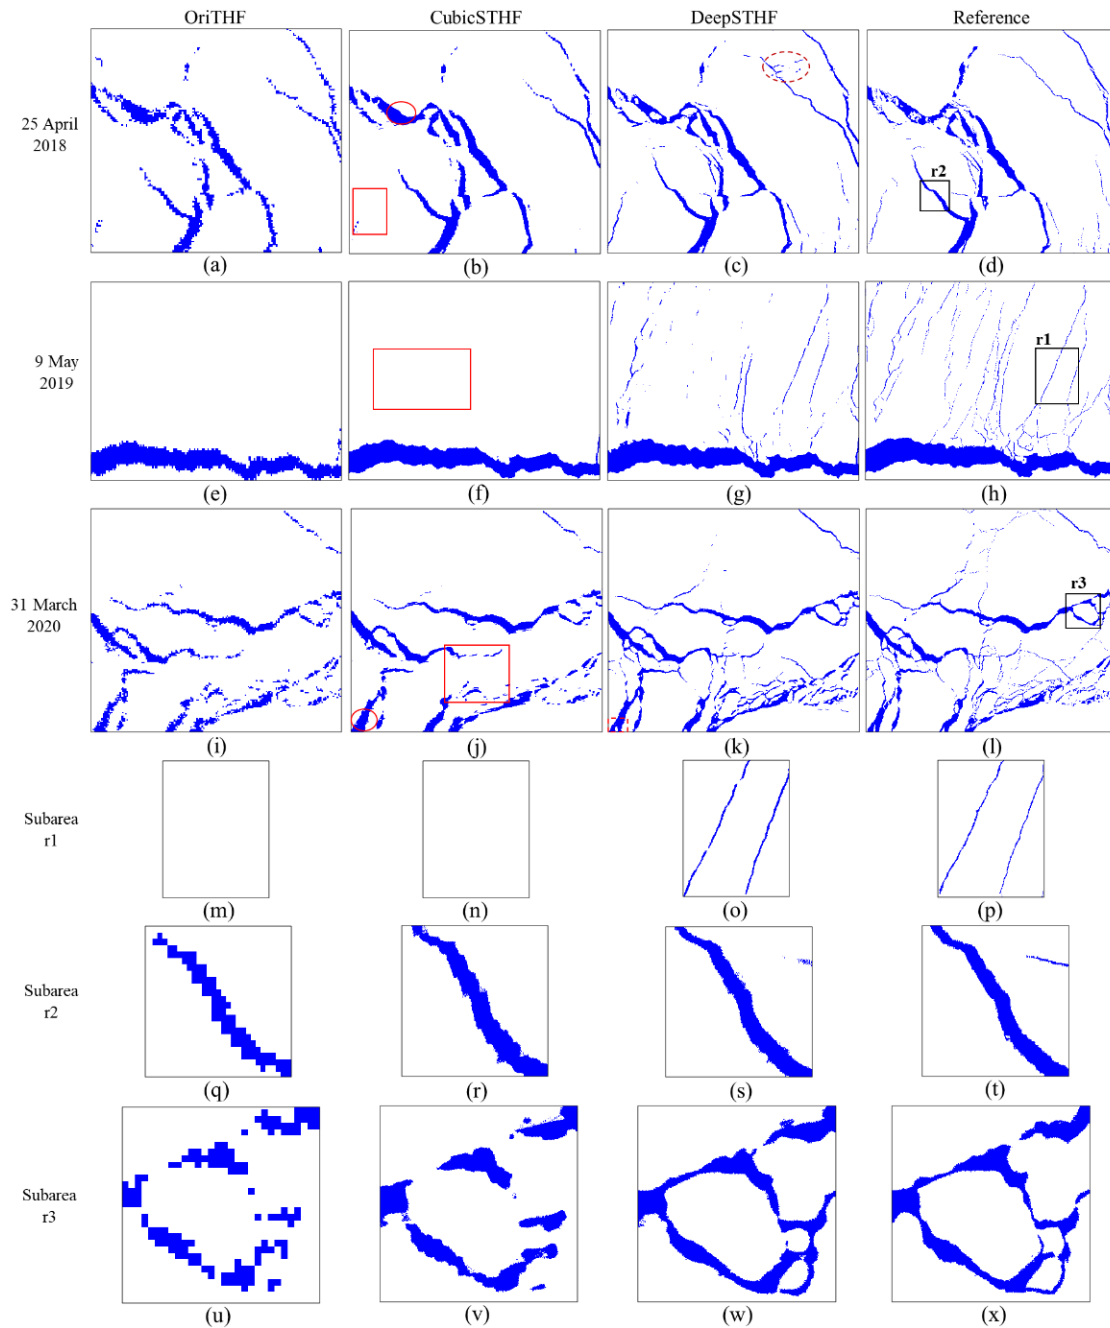 OriTHF CubicSTHF DeepSTHF Reference
25 April
2018
r2
(a) (b) (c) (d)
9 May
2019
r1
(e) (f) (g) (h)
31 March
2020
r3
(i) (j) (k) (l)
Subarea
r1
(m) (n) (o) (p)
Subarea
r2
(q) (r) (s) (t)
Subarea
r3
(u) (v) (w) (x)